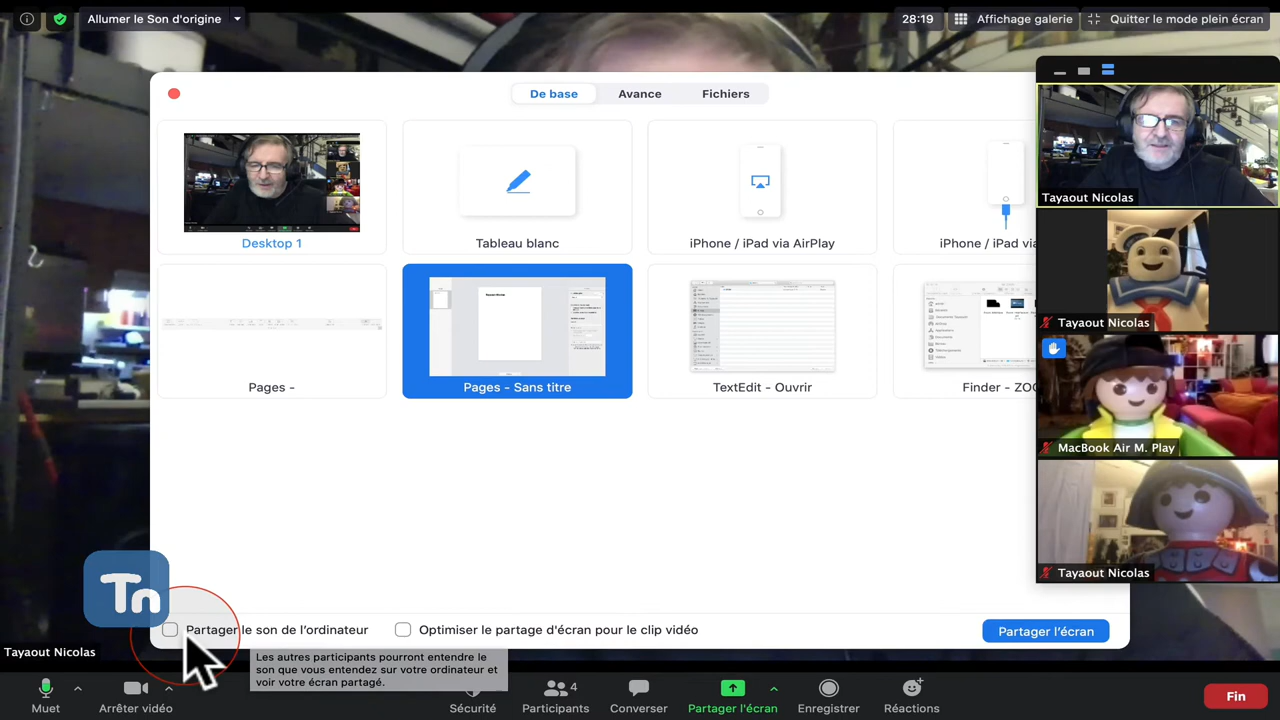 Allumer le Son d'origine
28:19
Affichage galerie
Quitter le mode plein écran
De base
Avance
Fichiers
Desktop 1
Tableau blanc
iPhone / iPad via AirPlay
iPhone / iPad via
Pages -
Pages - Sans titre
TextEdit - Ouvrir
Finder - ZOO
Tayaout Nicolas
Tayaout Nicolas
MacBook Air M. Play
Tayaout Nicolas
Tn
Partager le son de l'ordinateur
Optimiser le partage d'écran pour le clip vidéo
Partager l'écran
Tayaout Nicolas
Les autres participants pourront entendre le
son que vous entendez sur votre ordinateur et
voir votre écran partagé.
Muet
Arrêter vidéo
Sécurité
4
Participants
Converser
Partager l'écran
Enregistrer
Réactions
Fin